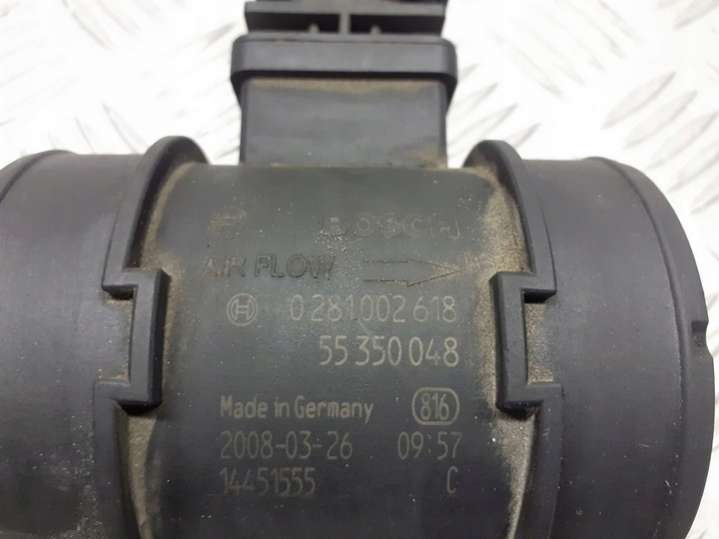 AIR FLOW
0 281 002 618
55 350 048
Made in Germany 816
2008-03-26 09:57
14451555 C